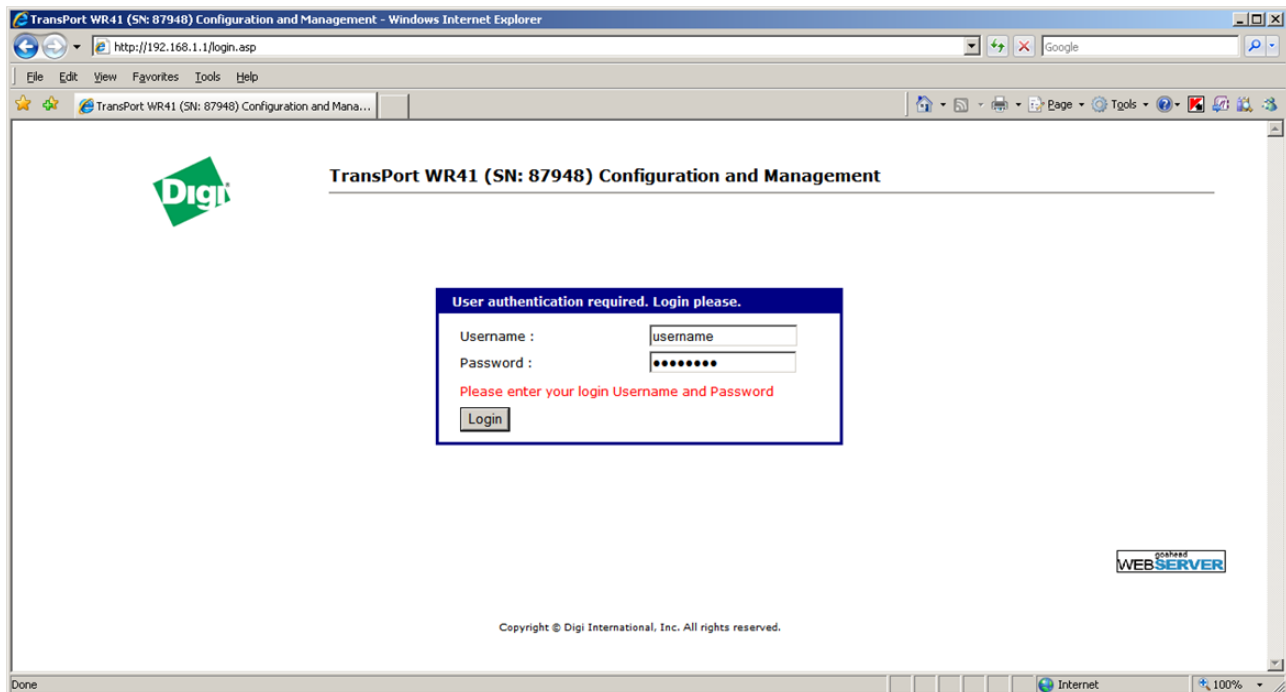 TransPort WR41 (SN: 87948) Configuration and Management - Windows Internet Explorer
http://192.168.1.1/login.asp
Google
File Edit View Favorites Tools Help
TransPort WR41 (SN: 87948) Configuration and Mana...
Page Tools
Digi
TransPort WR41 (SN: 87948) Configuration and Management
User authentication required. Login please.
Username : username
Password : ••••••••
Please enter your login Username and Password
Login
goahead
WEBSERVER
Copyright © Digi International, Inc. All rights reserved.
Done Internet 100%